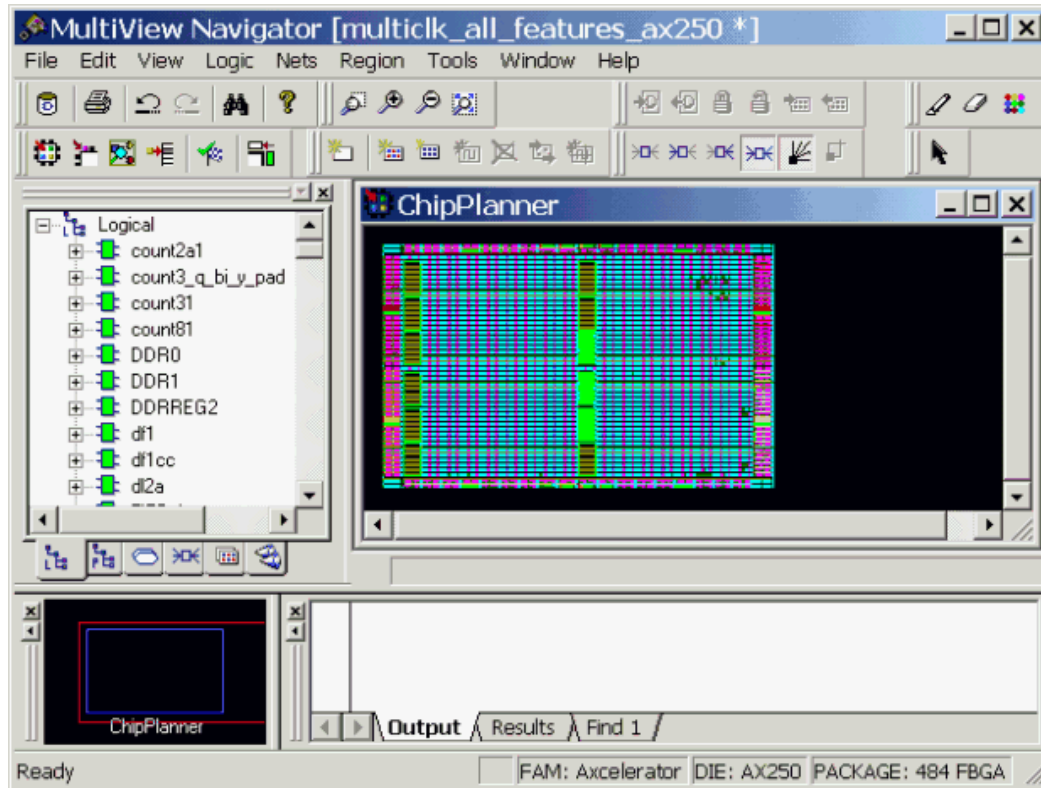 MultiView Navigator [multiclk_all_features_ax250 *]
File Edit View Logic Nets Region Tools Window Help
ChipPlanner
Logical
count2a1
count3_q_bi_y_pad
count31
count81
DDR0
DDR1
DDRREG2
df1
df1cc
dl2a
ChipPlanner
Output Results Find 1
Ready
FAM: Axcelerator DIE: AX250 PACKAGE: 484 FBGA